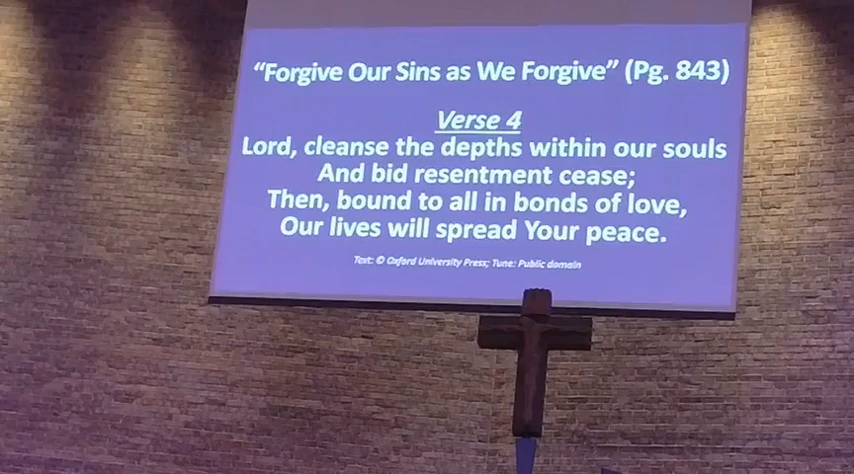 “Forgive Our Sins as We Forgive” (Pg. 843)
Verse 4
Lord, cleanse the depths within our souls
And bid resentment cease;
Then, bound to all in bonds of love,
Our lives will spread Your peace.
Text: © Oxford University Press; Tune: Public domain